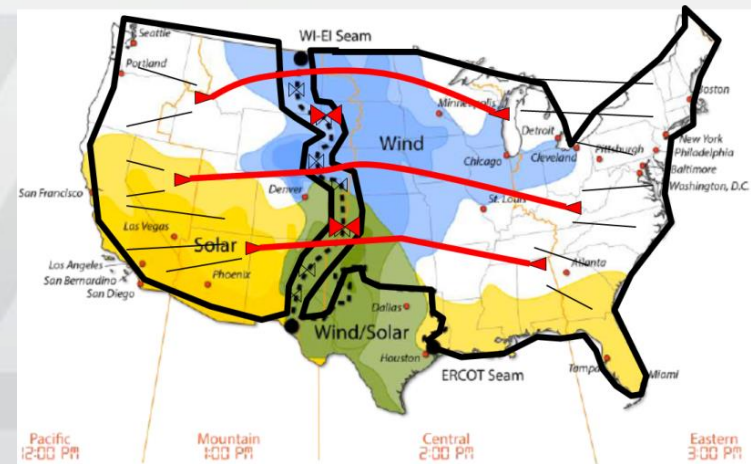 Seattle
WI-EI Seam
Portland
Minneapolis
Boston
Wind
Detroit
New York
Chicago
Cleveland
Pittsburgh
Philadelphia
Baltimore
Washington, D.C.
San Francisco
Denver
St. Louis
Las Vegas
Solar
Los Angeles
San Bernardino
San Diego
Phoenix
Atlanta
Dallas
Wind/Solar
Houston
ERCOT Seam
Tampa
Miami
Pacific
Mountain
Central
Eastern
12:00 PM
1:00 PM
2:00 PM
3:00 PM